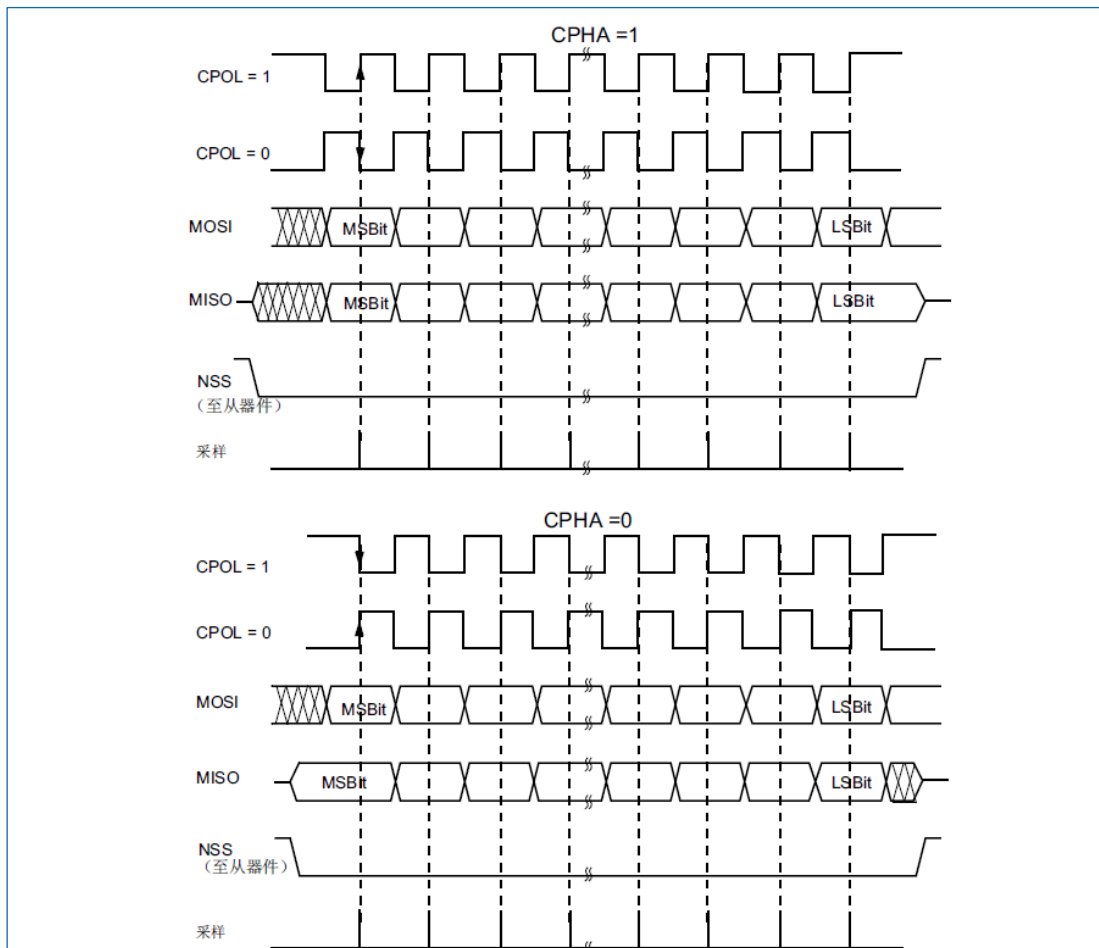 CPHA =1
CPOL = 1
CPOL = 0
MOSI MSBit LSBit
MISO MSBit LSBit
NSS
（至从器件）
采样
CPHA =0
CPOL = 1
CPOL = 0
MOSI MSBit LSBit
MISO MSBit LSBit
NSS
（至从器件）
采样